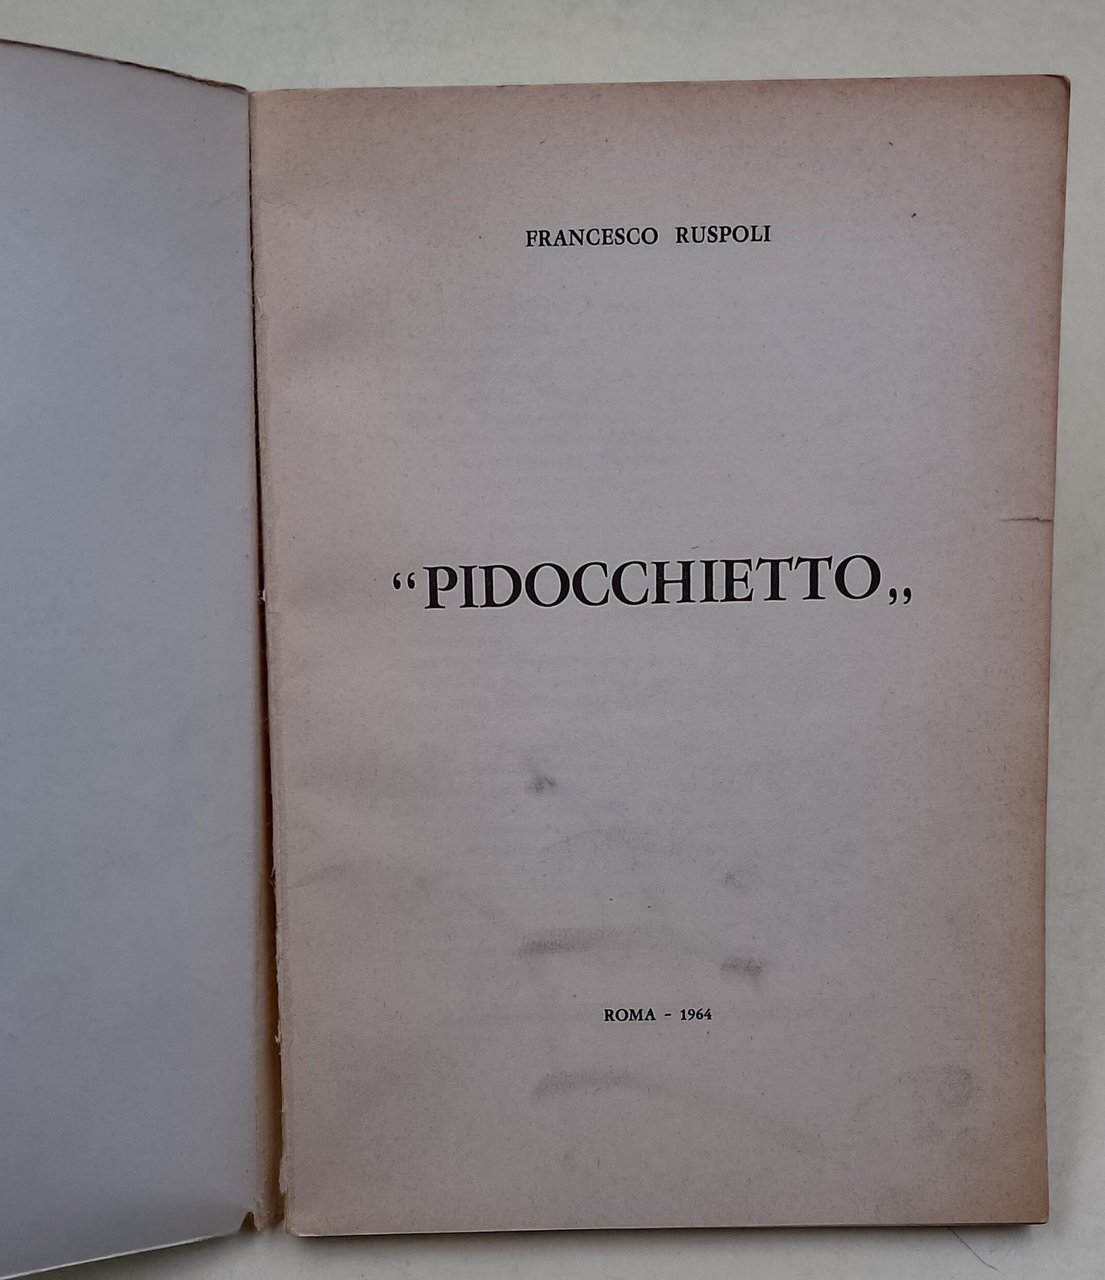 FRANCESCO RUSPOLI
“PIDOCCHIETTO„
ROMA - 1964